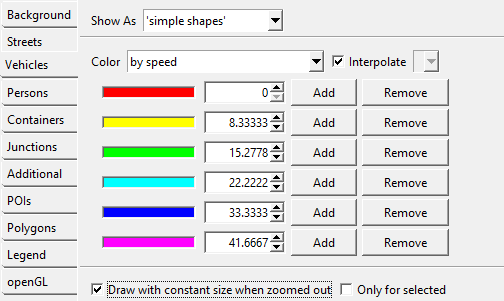 Background
Streets
Vehicles
Persons
Containers
Junctions
Additional
POIs
Polygons
Legend
openGL
Show As 'simple shapes'
Color by speed Interpolate
0 Add Remove
8.33333 Add Remove
15.2778 Add Remove
22.2222 Add Remove
33.3333 Add Remove
41.6667 Add Remove
Draw with constant size when zoomed out Only for selected